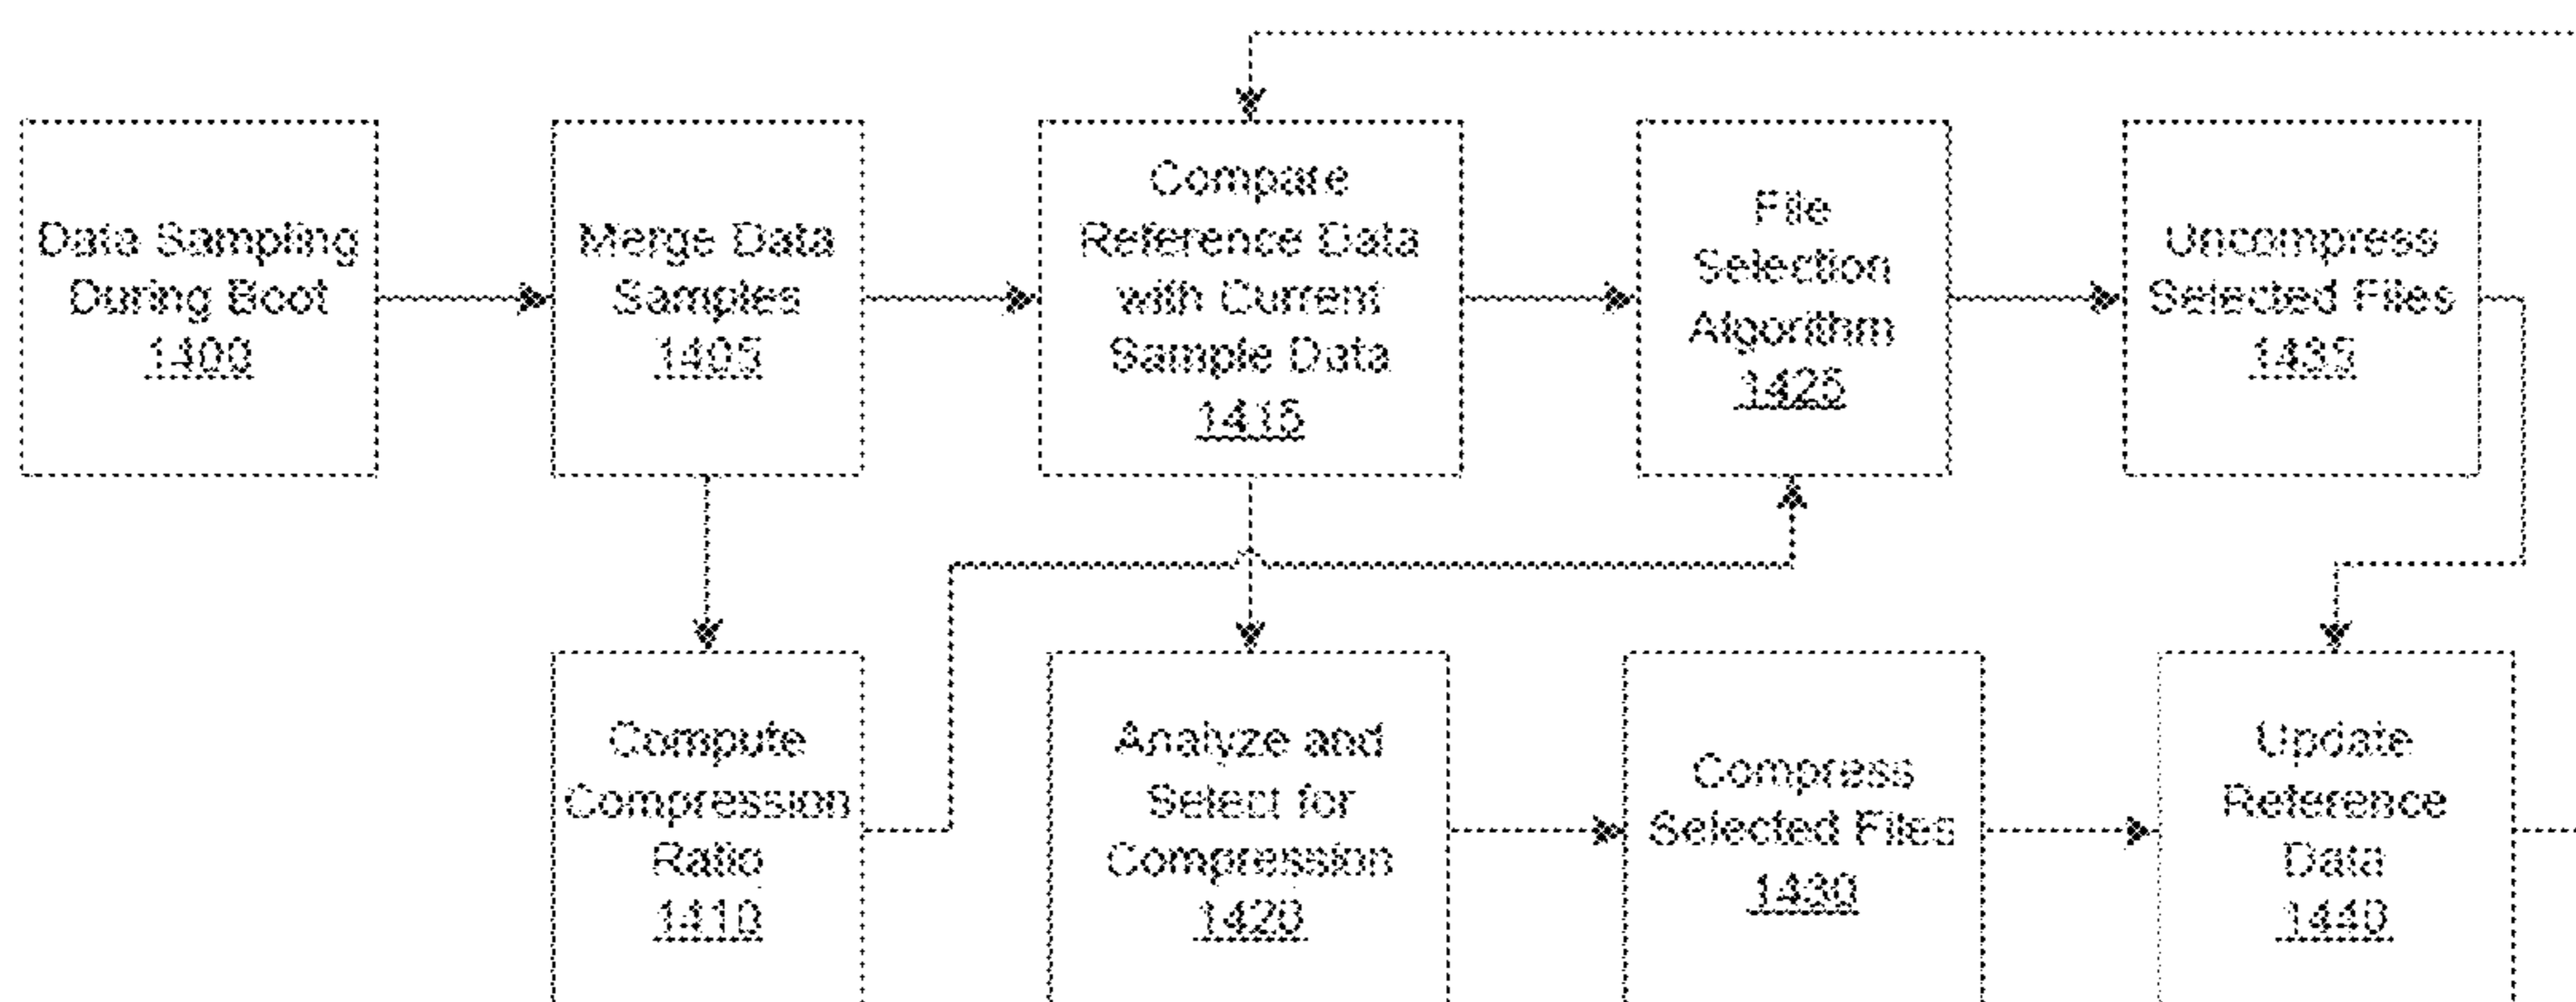 Data Sampling
During Boot
1400
Merge Data
Samples
1405
Compare
Reference Data
with Current
Sample Data
1415
File
Selection
Algorithm
1425
Uncompress
Selected Files
1435
Compute
Compression
Ratio
1410
Analyze and
Select for
Compression
1420
Compress
Selected Files
1430
Update
Reference
Data
1440